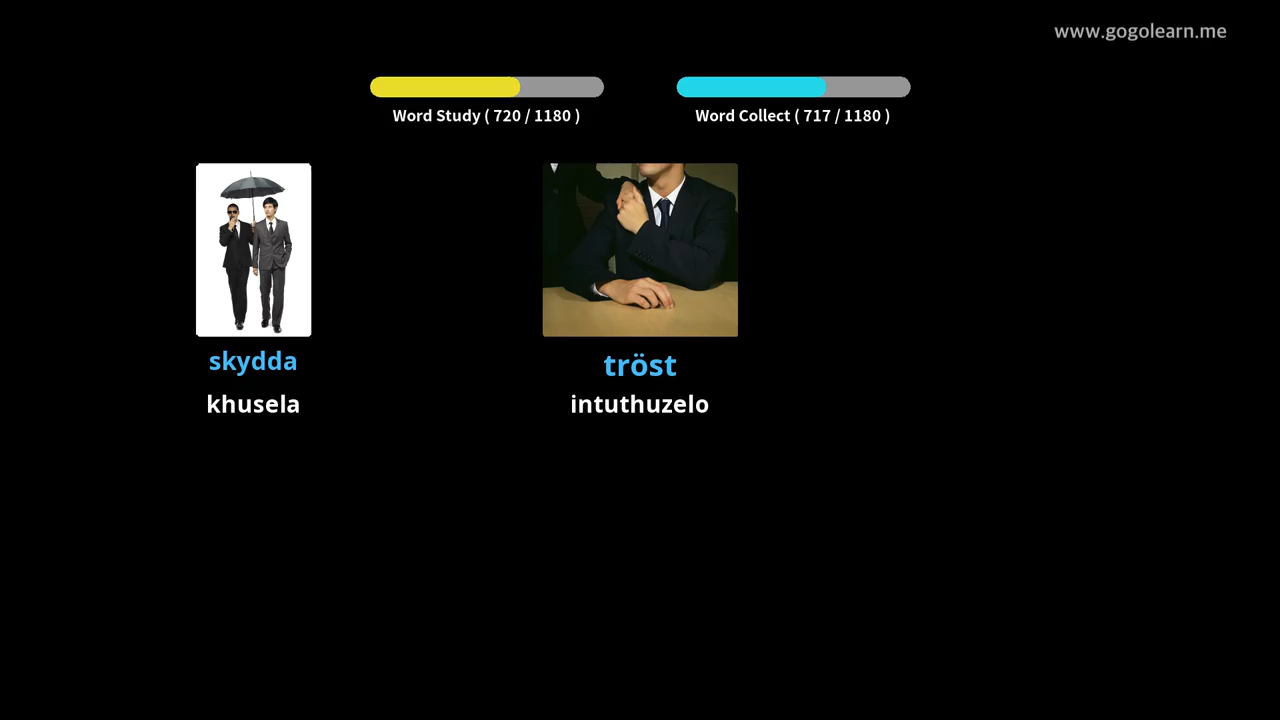 www.gogolearn.me
Word Study ( 720 / 1180 )
Word Collect ( 717 / 1180 )
skydda
khusela
tröst
intuthuzelo